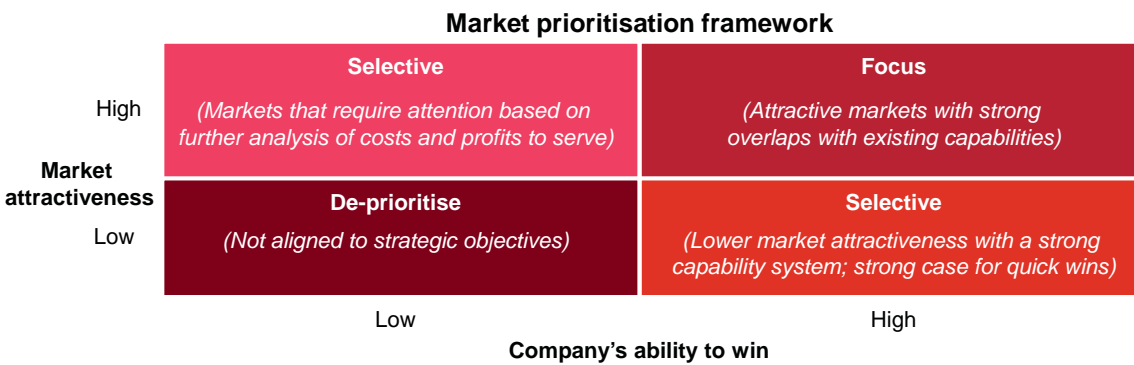 Market prioritisation framework
Selective
(Markets that require attention based on
further analysis of costs and profits to serve)
Focus
(Attractive markets with strong
overlaps with existing capabilities)
High
Market
attractiveness
De-prioritise
(Not aligned to strategic objectives)
Selective
(Lower market attractiveness with a strong
capability system; strong case for quick wins)
Low
Low
High
Company’s ability to win